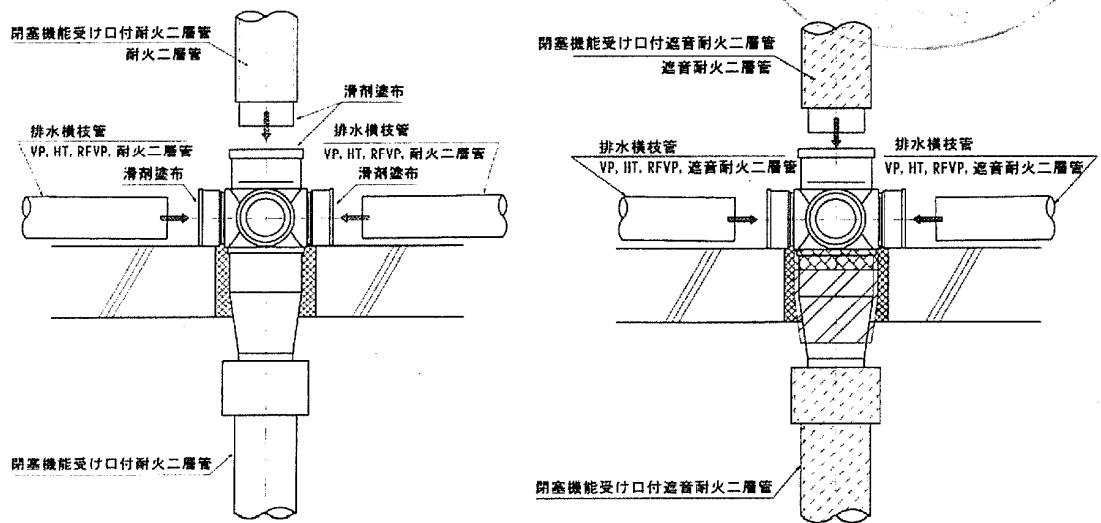 閉塞機能受け口付耐火二層管
耐火二層管
滑剤塗布
排水横枝管
VP, HT, RFVP, 耐火二層管
滑剤塗布
排水横枝管
VP, HT, RFVP, 耐火二層管
滑剤塗布
閉塞機能受け口付耐火二層管
閉塞機能受け口付遮音耐火二層管
遮音耐火二層管
排水横枝管
VP, HT, RFVP, 遮音耐火二層管
排水横枝管
VP, HT, RFVP, 遮音耐火二層管
閉塞機能受け口付遮音耐火二層管